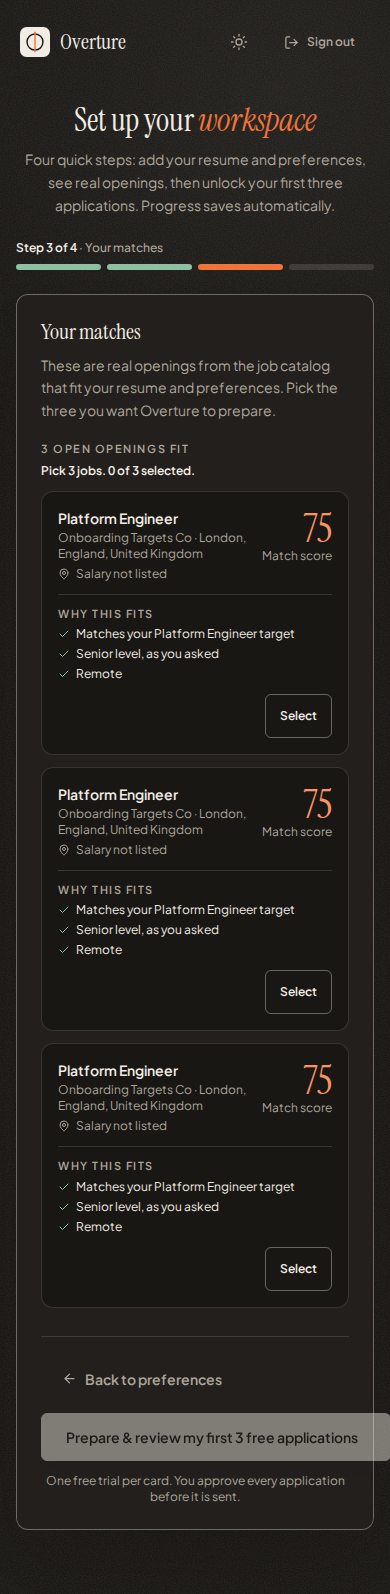 Overture
Sign out
Set up your workspace
Four quick steps: add your resume and preferences,
see real openings, then unlock your first three
applications. Progress saves automatically.
Step 3 of 4 · Your matches
Your matches
These are real openings from the job catalog
that fit your resume and preferences. Pick the
three you want Overture to prepare.
3 OPEN OPENINGS FIT
Pick 3 jobs. 0 of 3 selected.
Platform Engineer
75
Onboarding Targets Co · London,
England, United Kingdom
Match score
Salary not listed
WHY THIS FITS
Matches your Platform Engineer target
Senior level, as you asked
Remote
Select
Platform Engineer
75
Onboarding Targets Co · London,
England, United Kingdom
Match score
Salary not listed
WHY THIS FITS
Matches your Platform Engineer target
Senior level, as you asked
Remote
Select
Platform Engineer
75
Onboarding Targets Co · London,
England, United Kingdom
Match score
Salary not listed
WHY THIS FITS
Matches your Platform Engineer target
Senior level, as you asked
Remote
Select
Back to preferences
Prepare & review my first 3 free applications
One free trial per card. You approve every application
before it is sent.